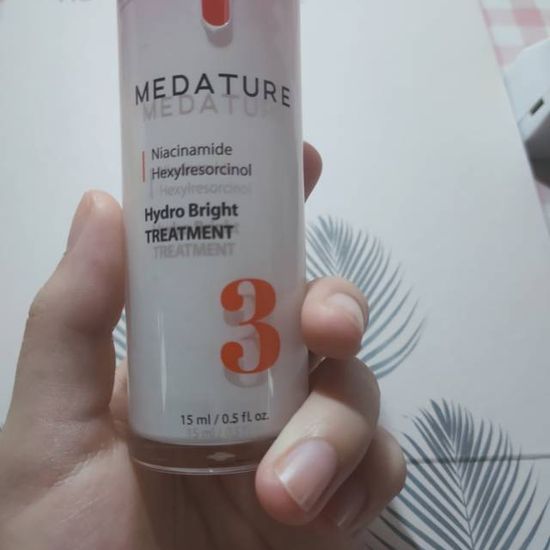 MEDATURE
Niacinamide
Hexylresorcinol
Hydro Bright
TREATMENT
3
15 ml / 0.5 fl. oz.